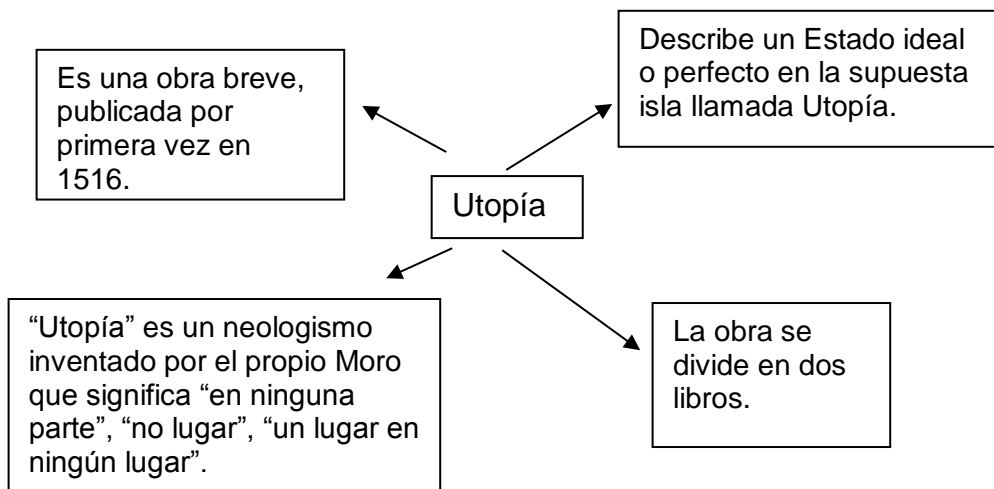 Es una obra breve,
publicada por
primera vez en
1516.
Describe un Estado ideal
o perfecto en la supuesta
isla llamada Utopía.
Utopía
“Utopía” es un neologismo
inventado por el propio Moro
que significa “en ninguna
parte”, “no lugar”, “un lugar en
ningún lugar”.
La obra se
divide en dos
libros.